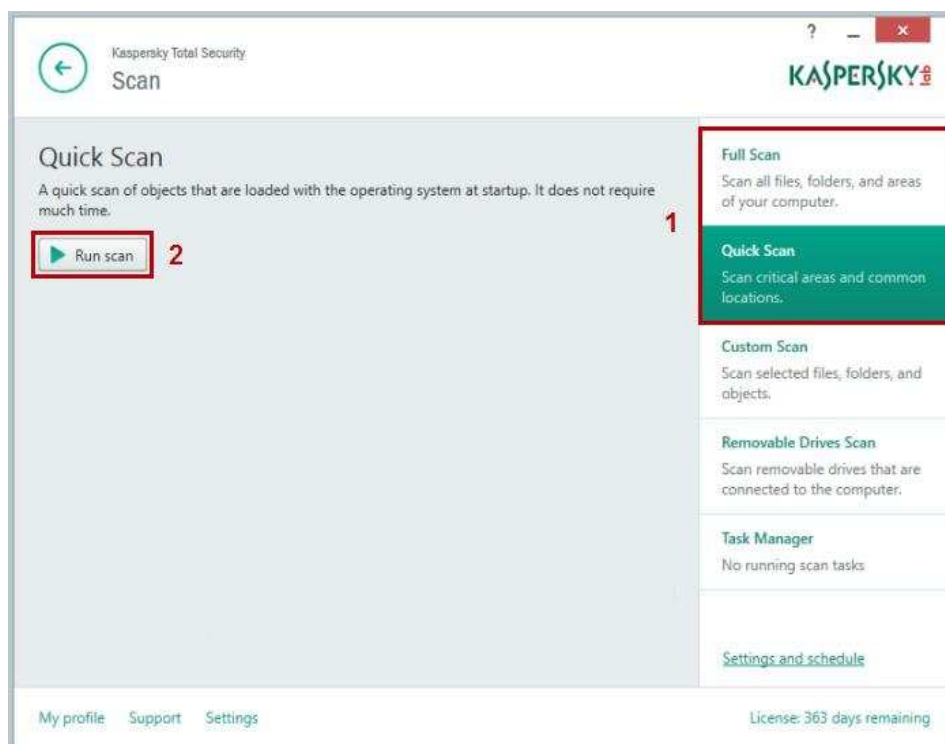 Kaspersky Total Security
Scan
?
KASPERSKY lab
Quick Scan
A quick scan of objects that are loaded with the operating system at startup. It does not require
much time.
Run scan
2
1
Full Scan
Scan all files, folders, and areas
of your computer.
Quick Scan
Scan critical areas and common
locations.
Custom Scan
Scan selected files, folders, and
objects.
Removable Drives Scan
Scan removable drives that are
connected to the computer.
Task Manager
No running scan tasks
Settings and schedule
My profile Support Settings
License: 363 days remaining